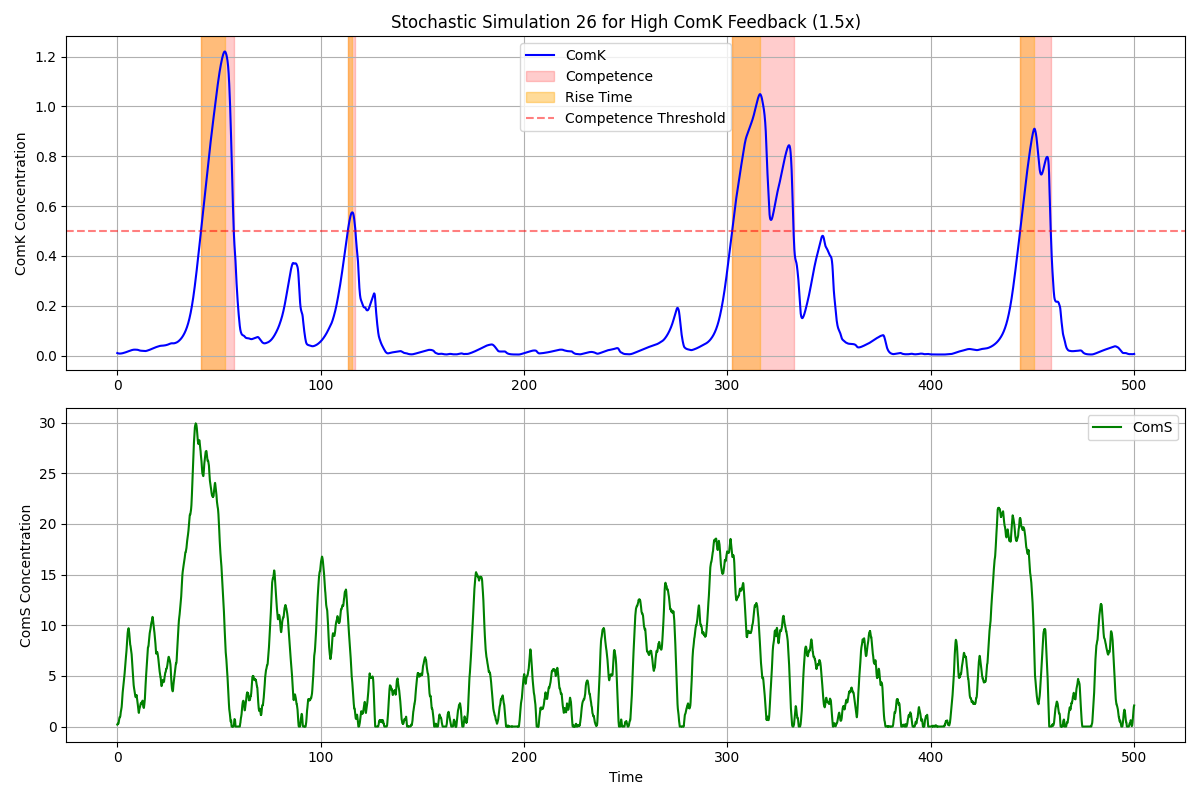 Stochastic Simulation 26 for High ComK Feedback (1.5x)
ComK Concentration
1.2
1.0
0.8
0.6
0.4
0.2
0.0
ComK
Competence
Rise Time
Competence Threshold
0 100 200 300 400 500
ComS Concentration
30
25
20
15
10
5
0
ComS
0 100 200 300 400 500
Time